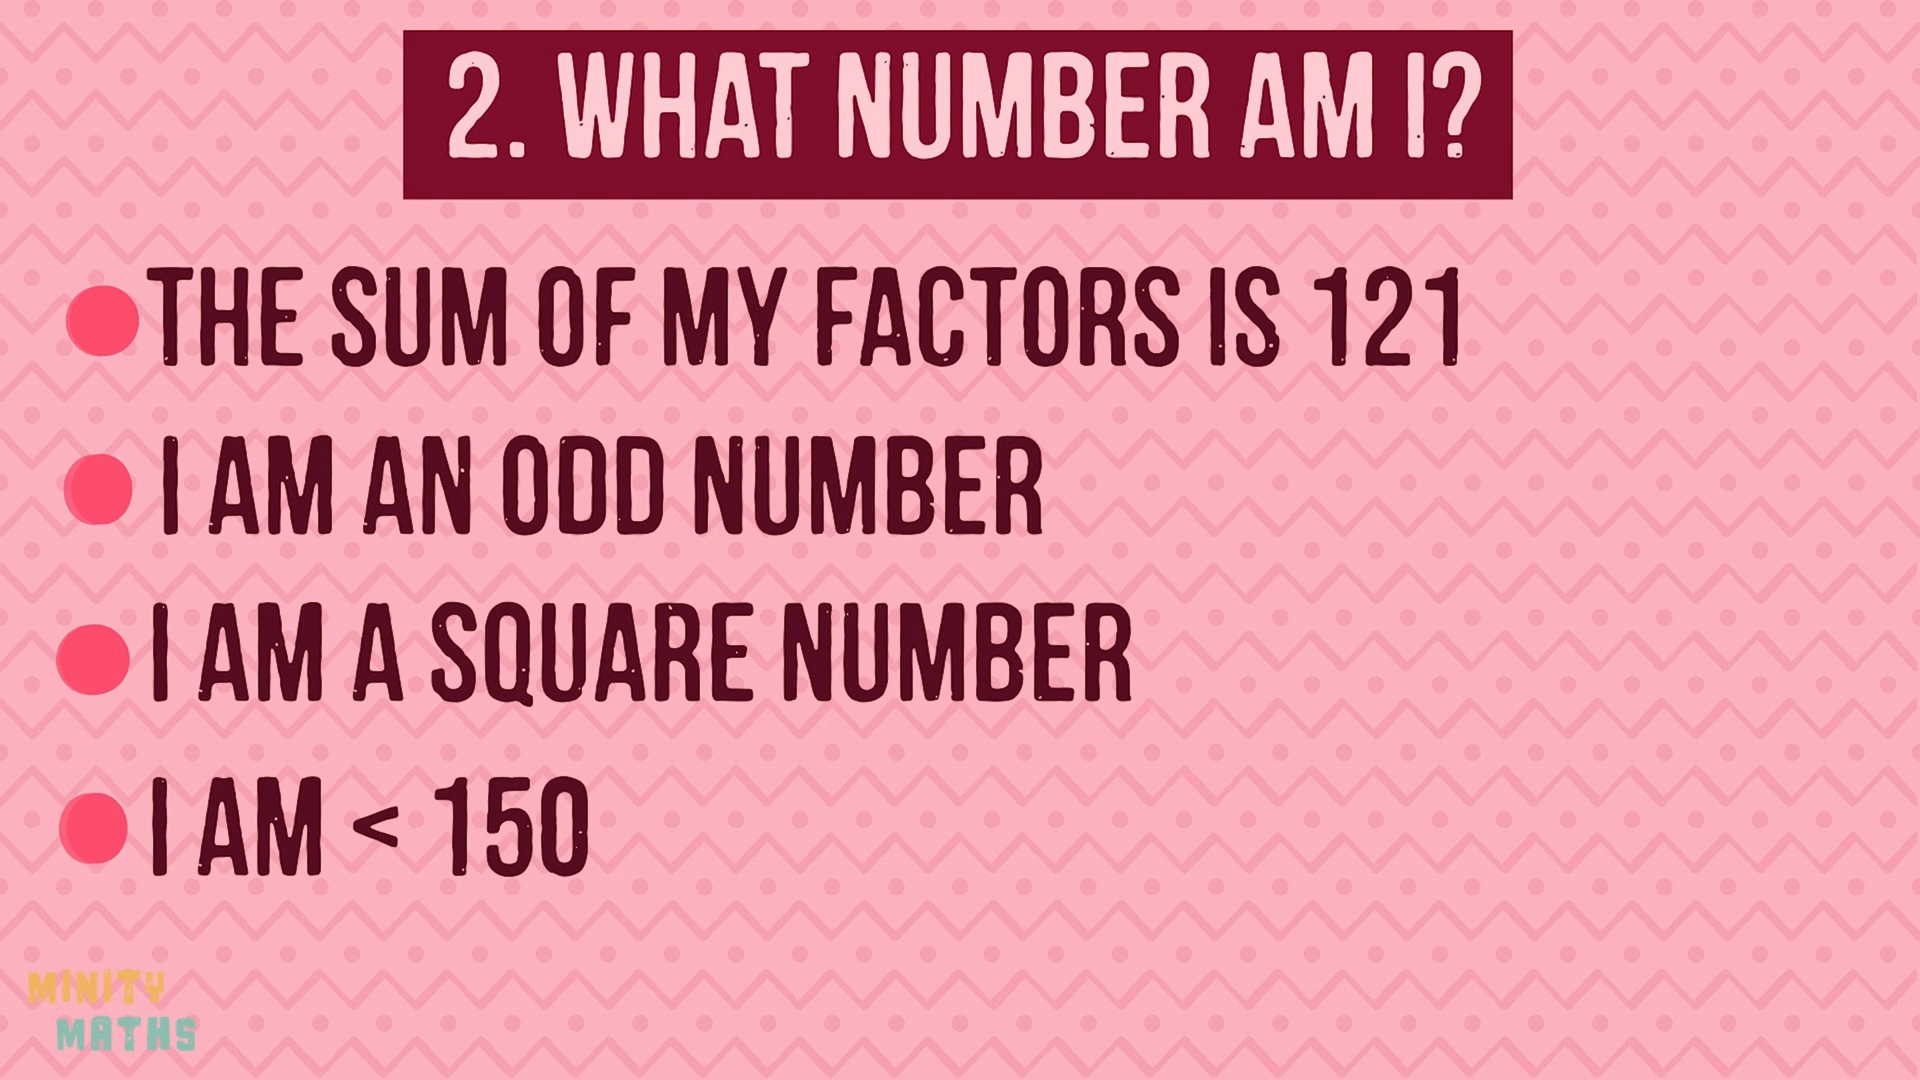 2. WHAT NUMBER AM I?
THE SUM OF MY FACTORS IS 121
I AM AN ODD NUMBER
I AM A SQUARE NUMBER
I AM < 150
MINITY
MATHS